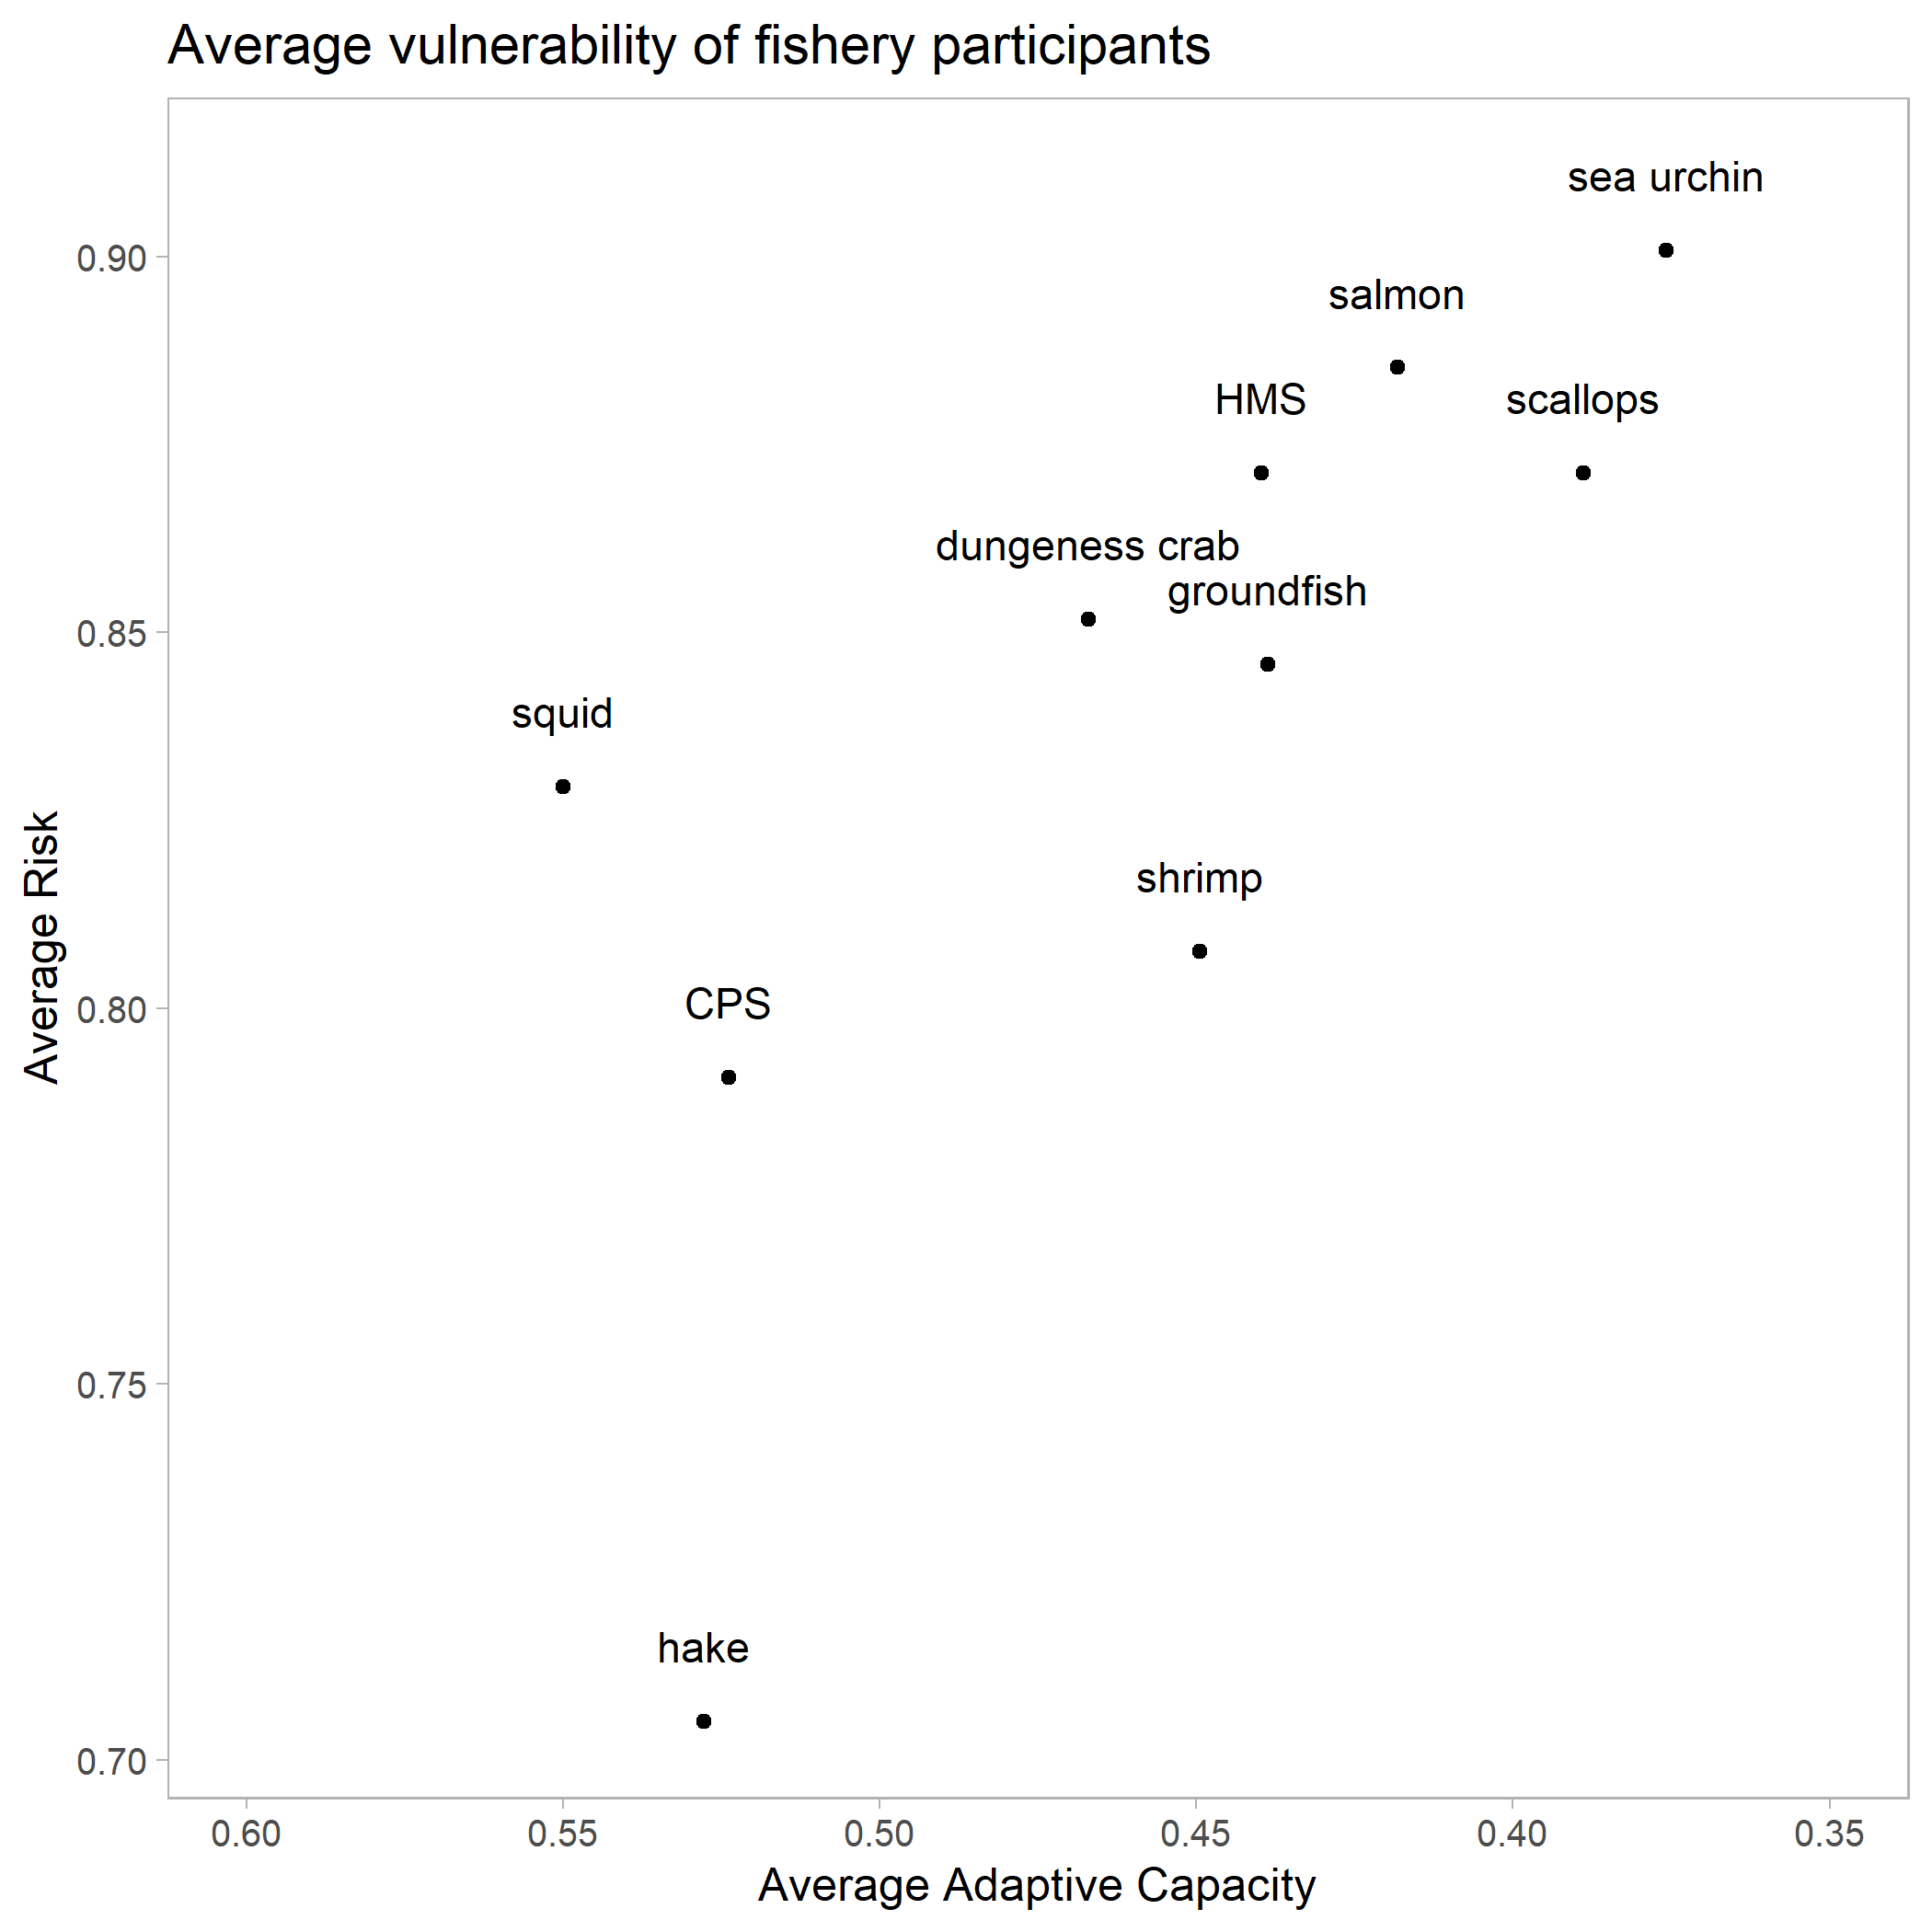 Average vulnerability of fishery participants
sea urchin
0.90
salmon
HMS
scallops
dungeness crab
groundfish
0.85
squid
Average Risk
shrimp
CPS
0.80
0.75
hake
0.70
0.60
0.55
0.50
0.45
0.40
0.35
Average Adaptive Capacity